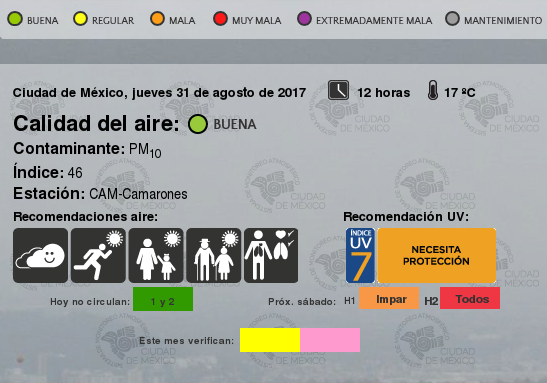 BUENA REGULAR MALA MUY MALA EXTREMADAMENTE MALA MANTENIMIENTO
Ciudad de México, jueves 31 de agosto de 2017 12 horas 17 ºC
Calidad del aire: BUENA
Contaminante: PM10
Índice: 46
Estación: CAM-Camarones
Recomendaciones aire: Recomendación UV:
ÍNDICE UV 7 NECESITA PROTECCIÓN
Hoy no circulan: 1 y 2 Próx. sábado: H1 Impar H2 Todos
Este mes verifican:
MONITOREO ATMOSFÉRICO
CIUDAD DE MÉXICO